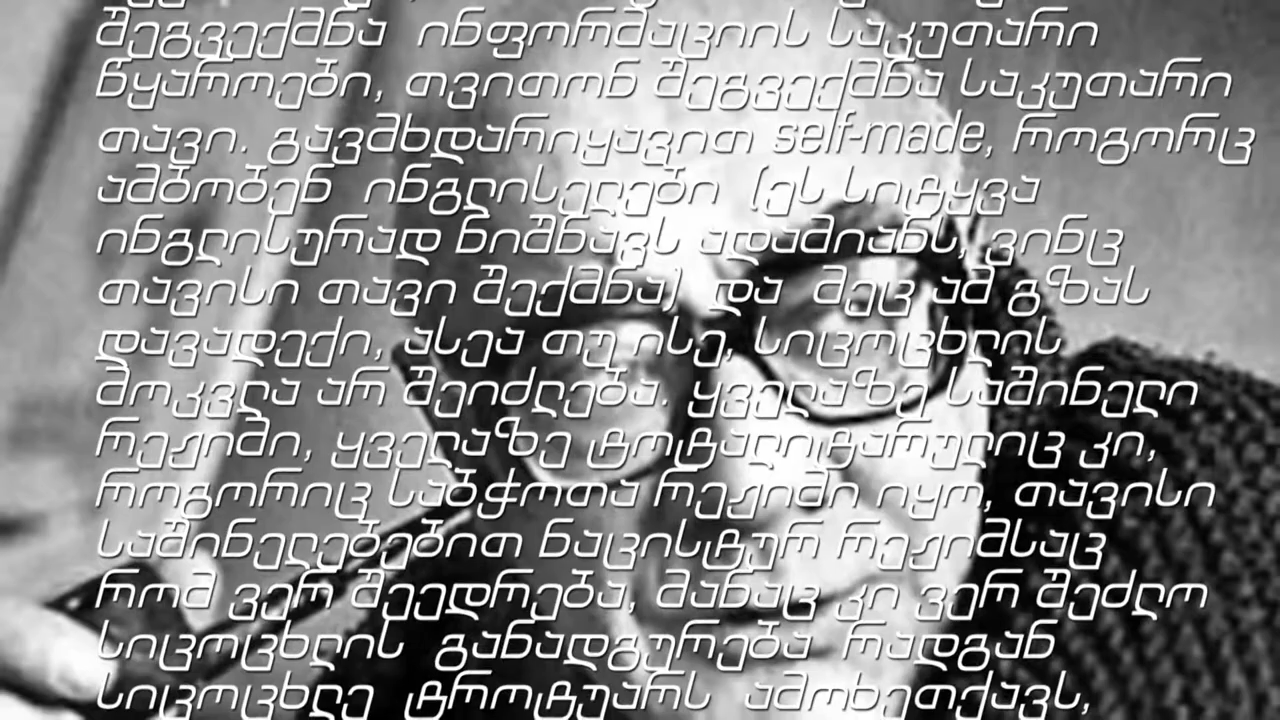 შეგვექმნა ინფორმაციის საკუთარი
წყაროები, თვითონ შეგვექმნა საკუთარი
თავი. გავმხდარიყავით self-made, როგორც
ამბობენ ინგლისელები (ეს სიტყვა
ინგლისურად ნიშნავს ადამიანს, ვინც
თავისი თავი შექმნა) და მეც ამ გზას
დავადექი, ასეა თუ ისე, სიცოცხლის
მოკვლა არ შეიძლება. ყველაზე საშინელი
რეჟიმი, ყველაზე ტოტალიტარულიც კი,
როგორიც საბჭოთა რეჟიმი იყო, თავისი
საშინელებებით ნაცისტურ რეჟიმსაც
რომ ვერ შეედრება, მანაც კი ვერ შეძლო
სიცოცხლის განადგურება რადგან
სიცოცხლე ტროტუარს ამოხეთქავს,